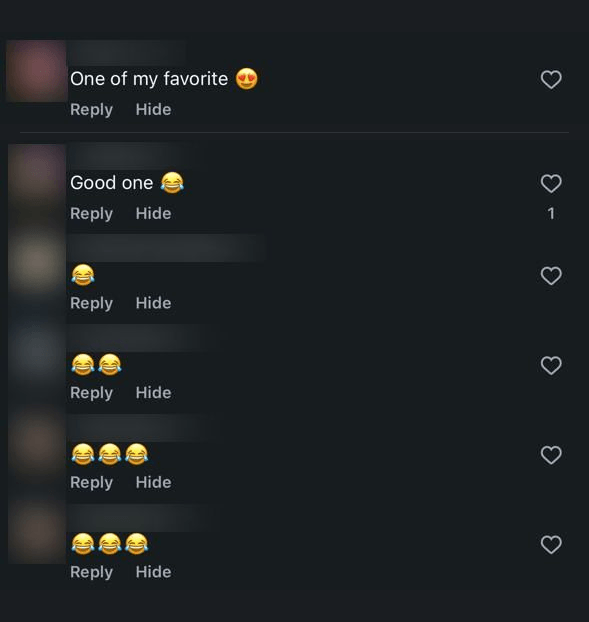 One of my favorite 😍
Reply Hide
Good one 😂
Reply Hide
1
😂
Reply Hide
😂😂
Reply Hide
😂😂😂
Reply Hide
😂😂😂
Reply Hide